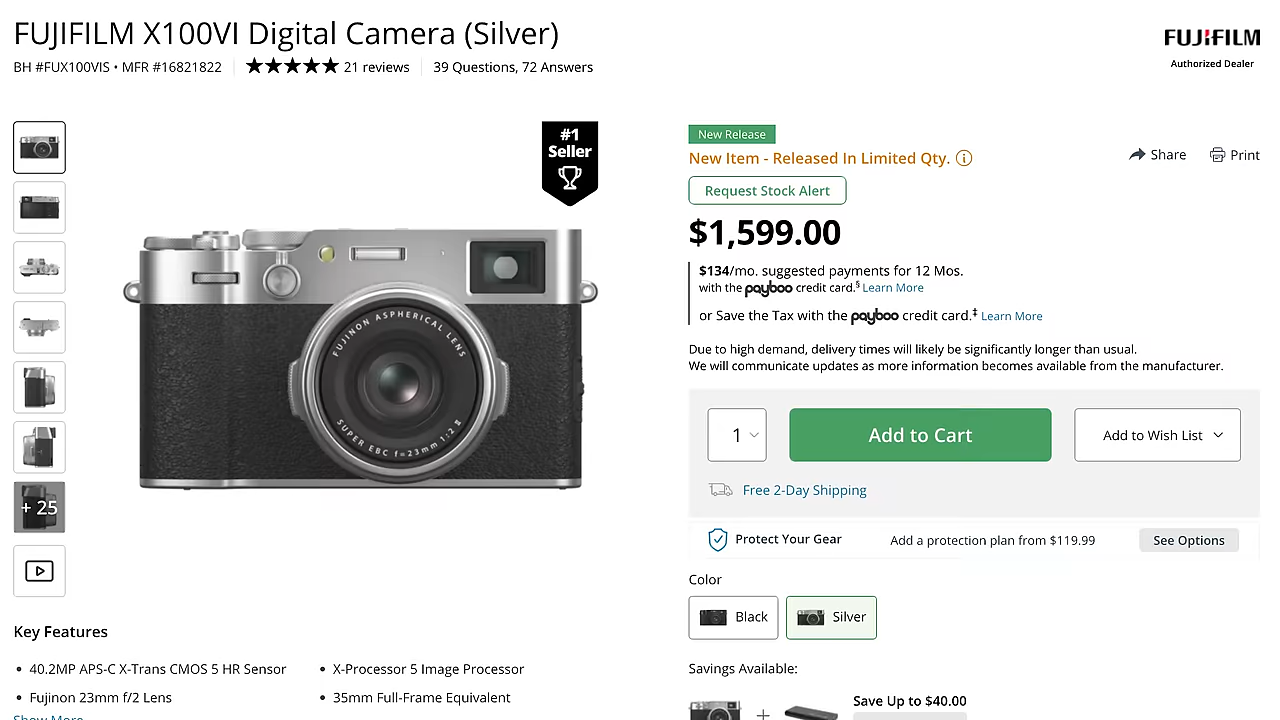 FUJIFILM X100VI Digital Camera (Silver)
BH #FUX100VIS • MFR #16821822
21 reviews
39 Questions, 72 Answers
FUJIFILM
Authorized Dealer
#1
Seller
FUJINON ASPHERICAL LENS
SUPER EBC f=23mm 1:2 II
+ 25
New Release
New Item - Released In Limited Qty.
Share
Print
Request Stock Alert
$1,599.00
$134/mo. suggested payments for 12 Mos.
with the payboo credit card.§ Learn More
or Save the Tax with the payboo credit card.‡ Learn More
Due to high demand, delivery times will likely be significantly longer than usual.
We will communicate updates as more information becomes available from the manufacturer.
1
Add to Cart
Add to Wish List
Free 2-Day Shipping
Protect Your Gear
Add a protection plan from $119.99
See Options
Color
Black
Silver
Savings Available:
Save Up to $40.00
Key Features
• 40.2MP APS-C X-Trans CMOS 5 HR Sensor
• X-Processor 5 Image Processor
• Fujinon 23mm f/2 Lens
• 35mm Full-Frame Equivalent
Show More